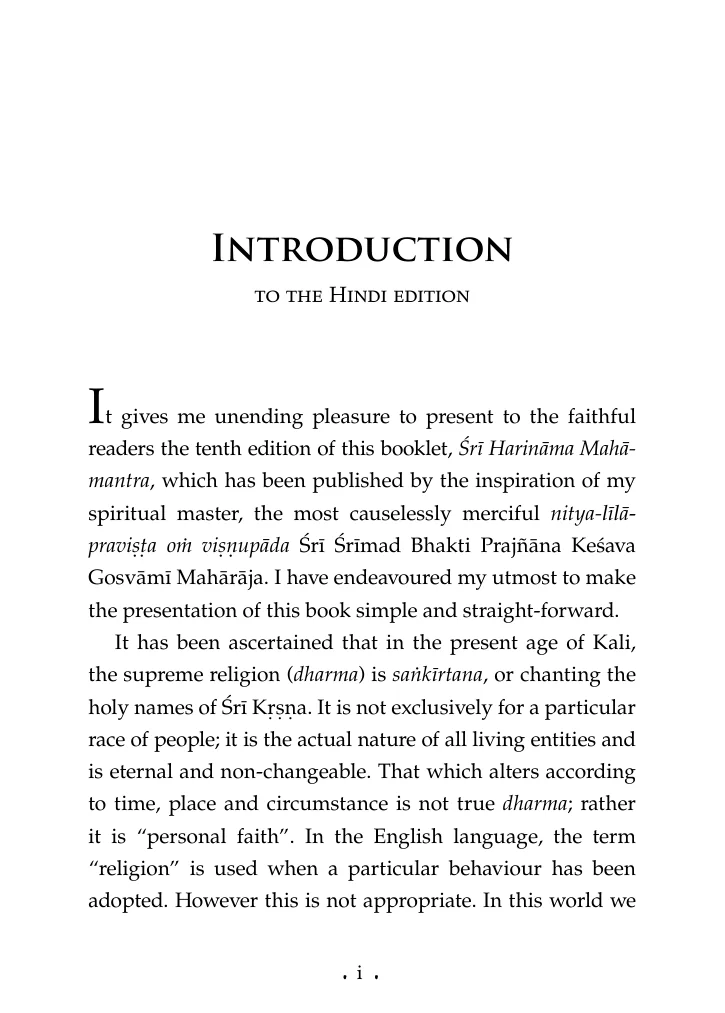 Introduction
to the Hindi edition
It gives me unending pleasure to present to the faithful
readers the tenth edition of this booklet, Śrī Harināma Mahā-
mantra, which has been published by the inspiration of my
spiritual master, the most causelessly merciful nitya-līlā-
praviṣṭa oṁ viṣṇupāda Śrī Śrīmad Bhakti Prajñāna Keśava
Gosvāmī Mahārāja. I have endeavoured my utmost to make
the presentation of this book simple and straight-forward.
It has been ascertained that in the present age of Kali,
the supreme religion (dharma) is saṅkīrtana, or chanting the
holy names of Śrī Kṛṣṇa. It is not exclusively for a particular
race of people; it is the actual nature of all living entities and
is eternal and non-changeable. That which alters according
to time, place and circumstance is not true dharma; rather
it is “personal faith”. In the English language, the term
“religion” is used when a particular behaviour has been
adopted. However this is not appropriate. In this world we
. i .